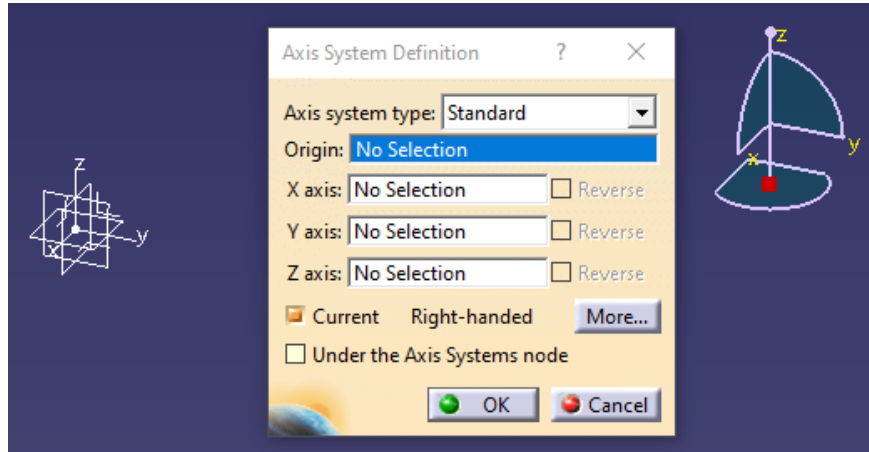 Axis System Definition ? ×
Axis system type: Standard
Origin: No Selection
X axis: No Selection Reverse
Y axis: No Selection Reverse
Z axis: No Selection Reverse
Current Right-handed More...
Under the Axis Systems node
OK Cancel
z
y
x
z
y
x